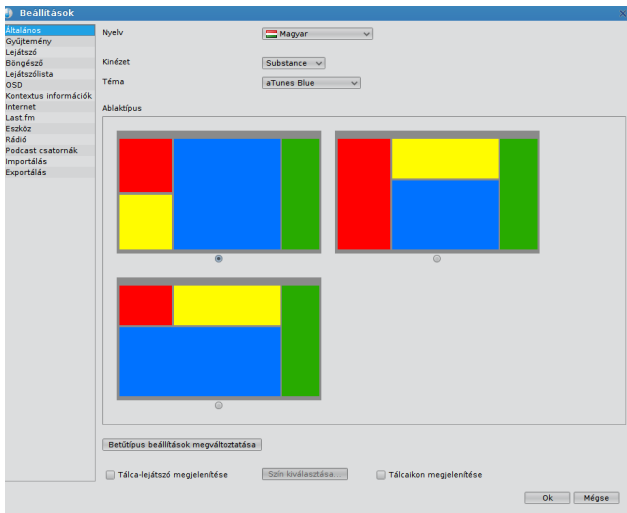 Beállítások
Általános
Gyűjtemény
Lejátszó
Böngésző
Lejátszólista
OSD
Kontextus információk
Internet
Last.fm
Eszköz
Rádió
Podcast csatornák
Importálás
Exportálás
Nyelv
Magyar
Kinézet
Substance
Téma
aTunes Blue
Ablaktípus
Betűtípus beállítások megváltoztatása
Tálca-lejátszó megjelenítése
Szín kiválasztása...
Tálcaikon megjelenítése
Ok
Mégse